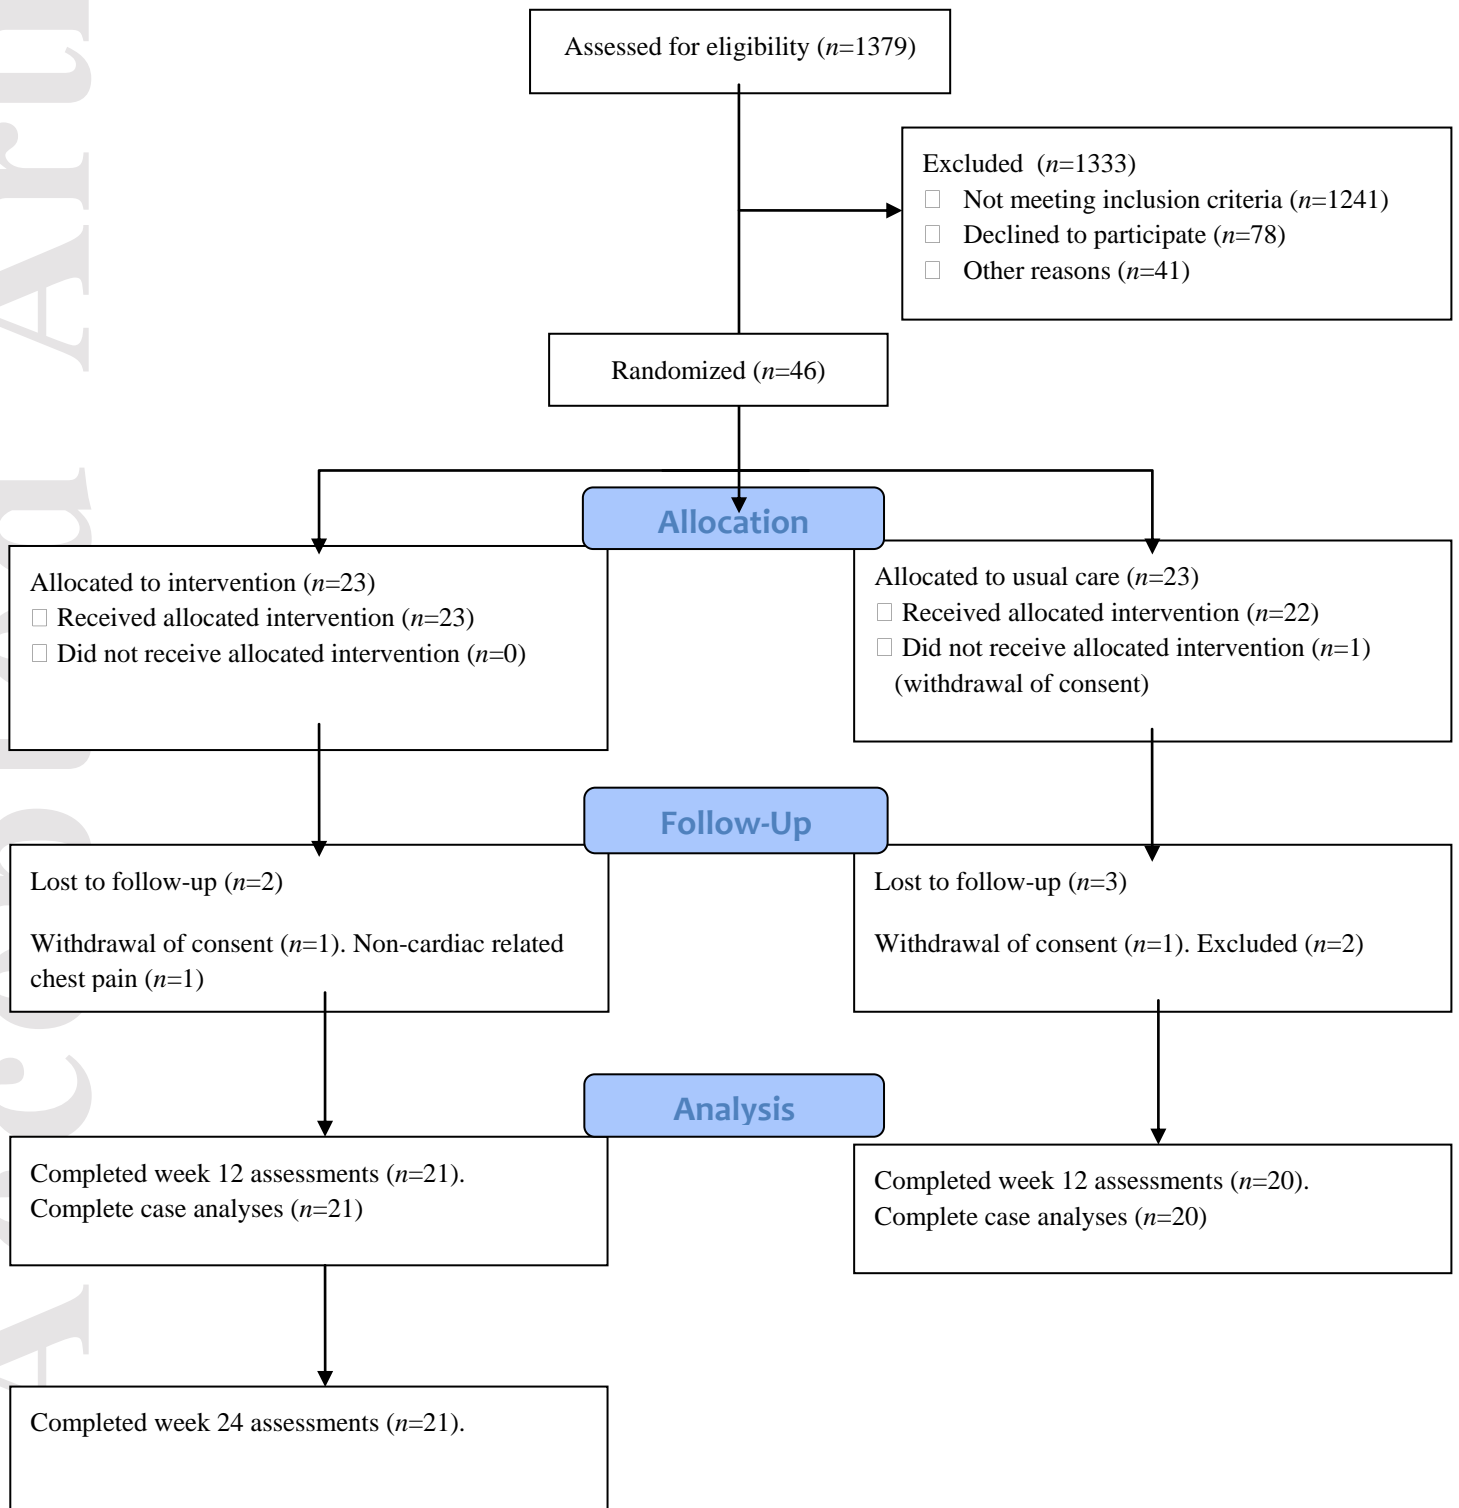 Assessed for eligibility (n=1379)
Excluded (n=1333)
Not meeting inclusion criteria (n=1241)
Declined to participate (n=78)
Other reasons (n=41)
Randomized (n=46)
Allocation
Allocated to intervention (n=23)
Received allocated intervention (n=23)
Did not receive allocated intervention (n=0)
Allocated to usual care (n=23)
Received allocated intervention (n=22)
Did not receive allocated intervention (n=1)
(withdrawal of consent)
Follow-Up
Lost to follow-up (n=2)
Withdrawal of consent (n=1). Non-cardiac related
chest pain (n=1)
Lost to follow-up (n=3)
Withdrawal of consent (n=1). Excluded (n=2)
Analysis
Completed week 12 assessments (n=21).
Complete case analyses (n=21)
Completed week 12 assessments (n=20).
Complete case analyses (n=20)
Completed week 24 assessments (n=21).